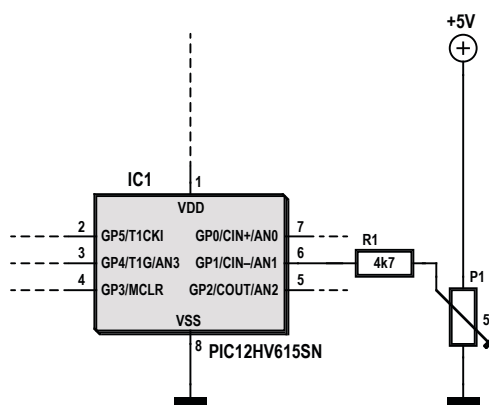 +5V
IC1
1
VDD
2 GP5/T1CKI GP0/CIN+/AN0 7
3 GP4/T1G/AN3 GP1/CIN–/AN1 6
4 GP3/MCLR GP2/COUT/AN2 5
R1
4k7
P1
5
VSS
8 PIC12HV615SN